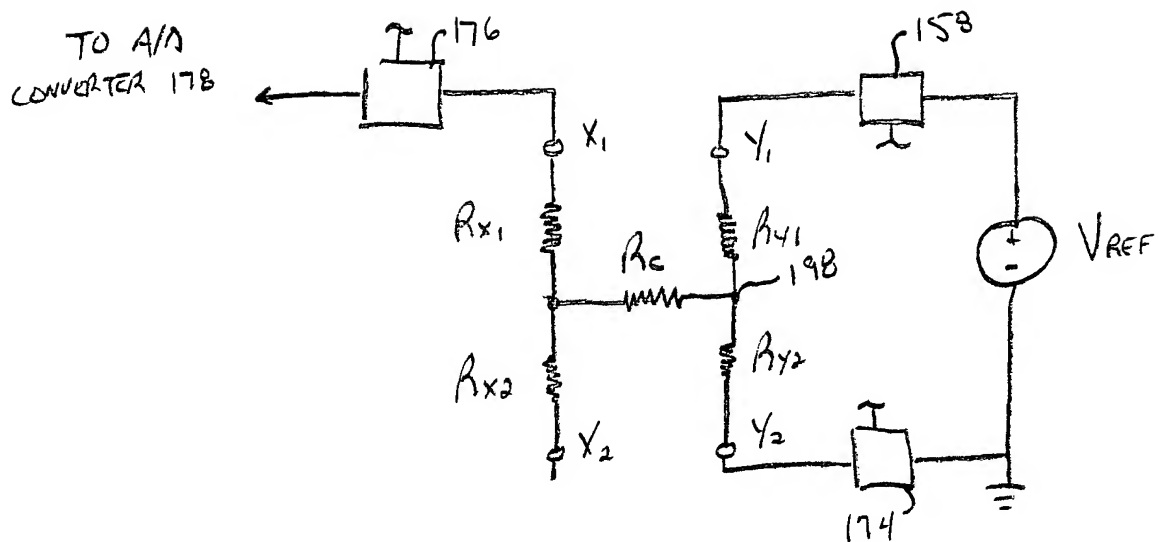 TO A/D
CONVERTER 178
176
158
X1
Y1
RX1
RY1
RC
198
VREF
+
-
RX2
RY2
X2
Y2
174